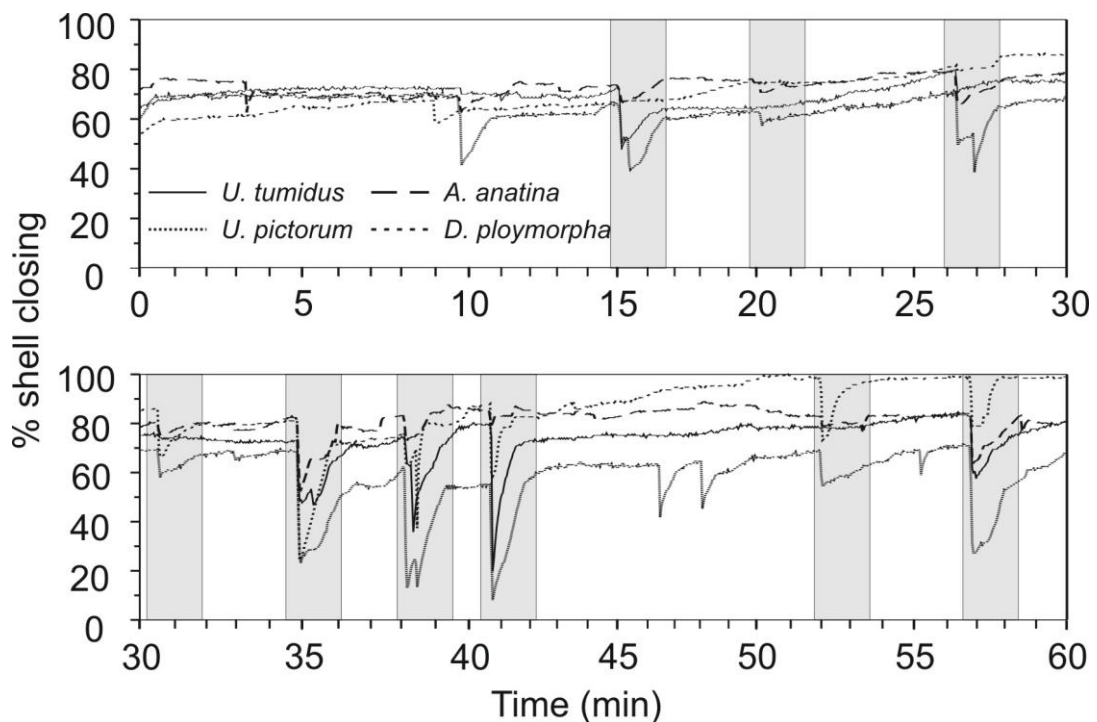 100
80
60
40
20
0
U. tumidus A. anatina
U. pictorum D. ploymorpha
0 5 10 15 20 25 30
% shell closing
100
80
60
40
20
0
30 35 40 45 50 55 60
Time (min)